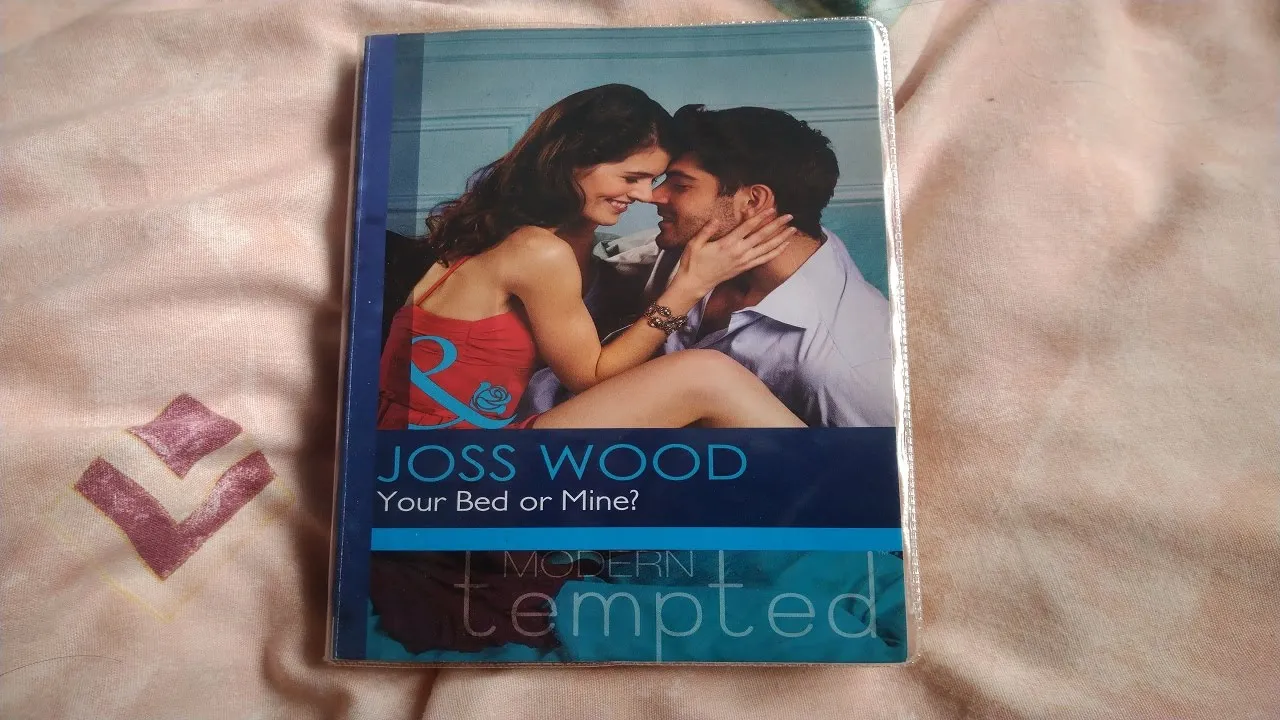 JOSS WOOD
Your Bed or Mine?
MODERN
tempted